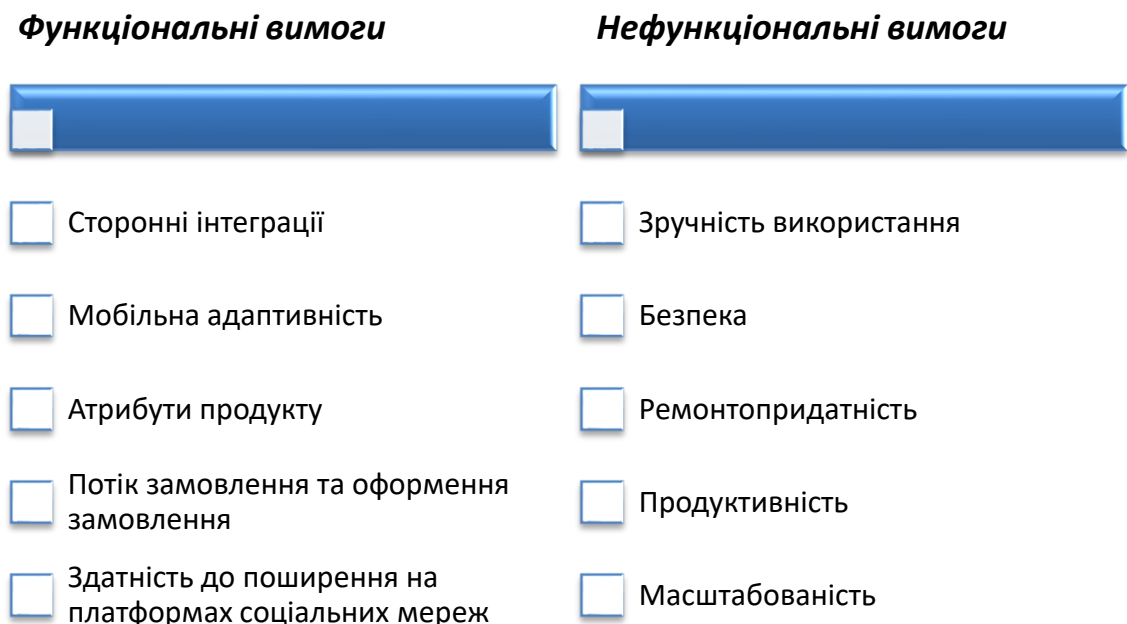 Функціональні вимоги
Нефункціональні вимоги
Сторонні інтеграції
Мобільна адаптивність
Атрибути продукту
Потік замовлення та оформення
замовлення
Здатність до поширення на
платформах соціальних мереж
Зручність використання
Безпека
Ремонтопридатність
Продуктивність
Масштабованість